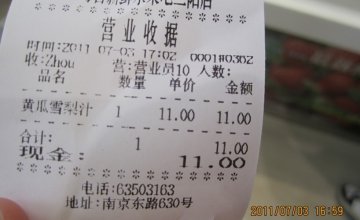 营业收据
时间:2011 07-03 17:02 0001#0302
收:Zhou 营:营业员10 人数:
品名 数量 单价 金额
黄瓜雪梨汁 1 11.00 11.00
合计: 1 11.00
现金: 11.00
电话:63503163
地址:南京东路630号
2011/07/03 16:59